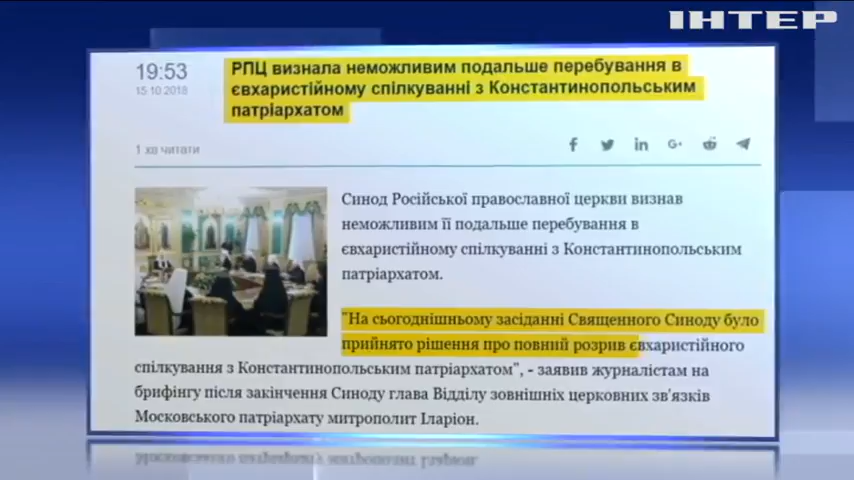 ІНТЕР
19:53
15.10.2018
РПЦ визнала неможливим подальше перебування в
євхаристійному спілкуванні з Константинопольським
патріархатом
1 хв читати
Синод Російської православної церкви визнав
неможливим її подальше перебування в
євхаристійному спілкуванні з Константинопольським
патріархатом.
"На сьогоднішньому засіданні Священного Синоду було
прийнято рішення про повний розрив євхаристійного
спілкування з Константинопольським патріархатом", - заявив журналістам на
брифінгу після закінчення Синоду глава Відділу зовнішніх церковних зв'язків
Московського патріархату митрополит Іларіон.